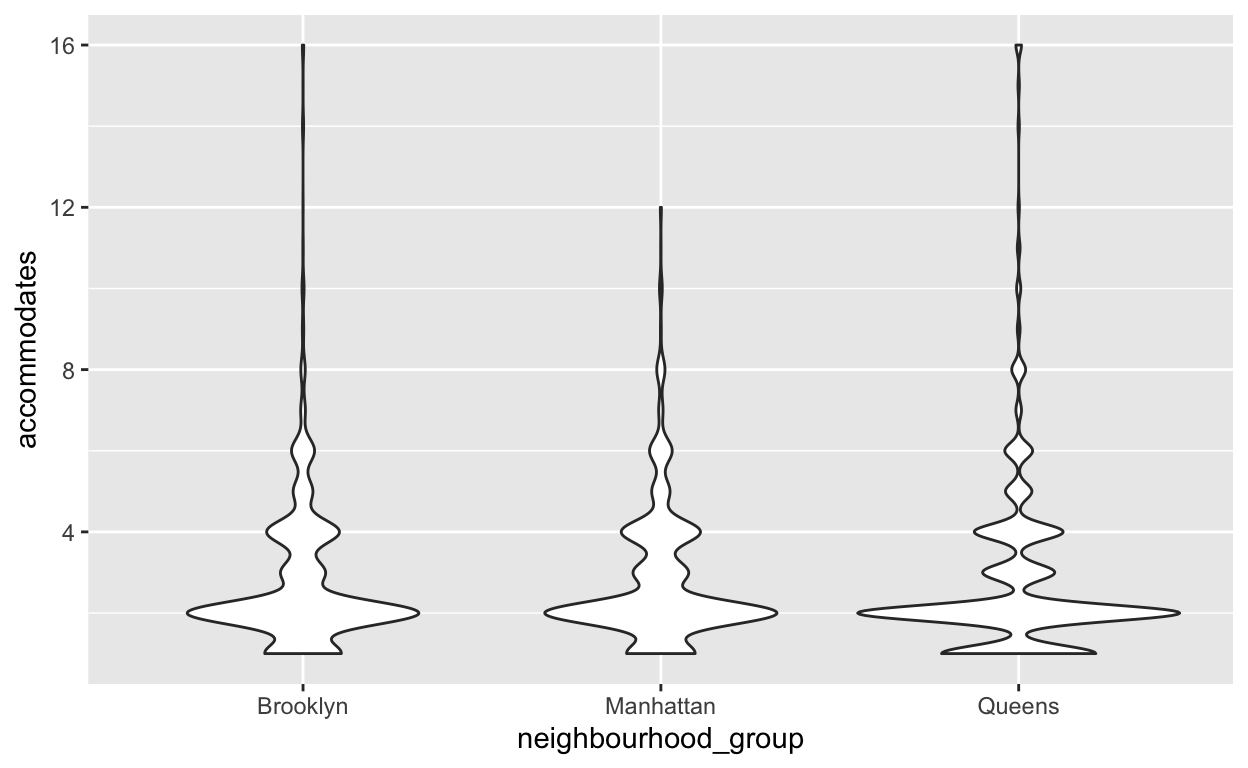 16
12
8
4
accommodates
Brooklyn
Manhattan
Queens
neighbourhood_group